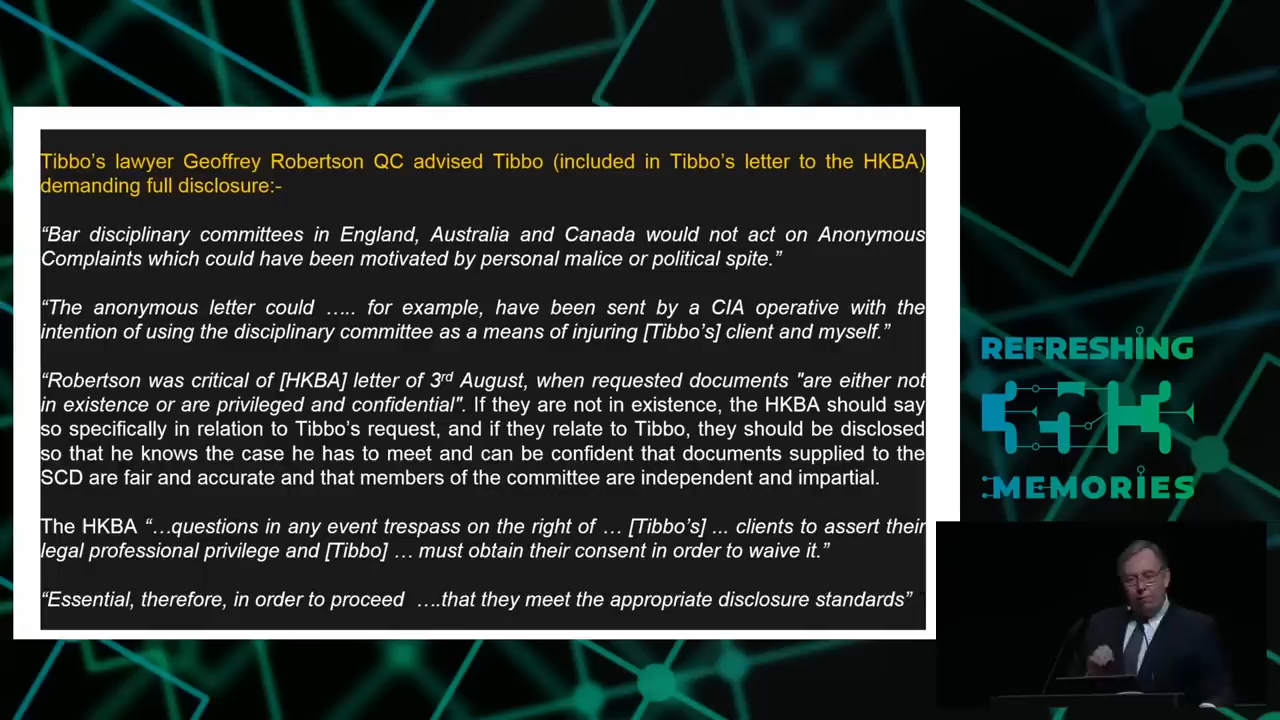 Tibbo’s lawyer Geoffrey Robertson QC advised Tibbo (included in Tibbo’s letter to the HKBA)
demanding full disclosure:-
“Bar disciplinary committees in England, Australia and Canada would not act on Anonymous
Complaints which could have been motivated by personal malice or political spite.”
“The anonymous letter could ….. for example, have been sent by a CIA operative with the
intention of using the disciplinary committee as a means of injuring [Tibbo’s] client and myself.”
“Robertson was critical of [HKBA] letter of 3rd August, when requested documents "are either not
in existence or are privileged and confidential". If they are not in existence, the HKBA should say
so specifically in relation to Tibbo’s request, and if they relate to Tibbo, they should be disclosed
so that he knows the case he has to meet and can be confident that documents supplied to the
SCD are fair and accurate and that members of the committee are independent and impartial.
The HKBA “…questions in any event trespass on the right of … [Tibbo’s] ... clients to assert their
legal professional privilege and [Tibbo] … must obtain their consent in order to waive it.”
“Essential, therefore, in order to proceed ….that they meet the appropriate disclosure standards”
REFRESHING
MEMORIES